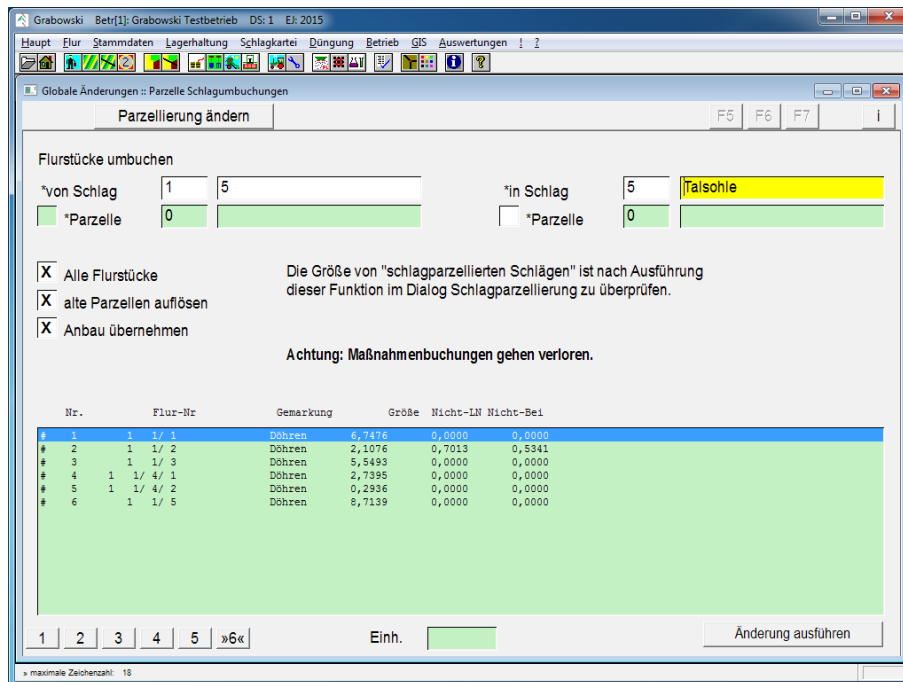 Grabowski Betr[1]: Grabowski Testbetrieb DS: 1 EJ: 2015
Haupt Flur Stammdaten Lagerhaltung Schlagkartei Düngung Betrieb GIS Auswertungen ! ?
Globale Änderungen :: Parzelle Schlagumbuchungen
Parzellierung ändern F5 F6 F7 i
Flurstücke umbuchen
*von Schlag 1 5 *in Schlag 5 Talsohle
*Parzelle 0 *Parzelle 0
X Alle Flurstücke Die Größe von "schlagparzellierten Schlägen" ist nach Ausführung
X alte Parzellen auflösen dieser Funktion im Dialog Schlagparzellierung zu überprüfen.
X Anbau übernehmen
Achtung: Maßnahmenbuchungen gehen verloren.
Nr. Flur-Nr Gemarkung Größe Nicht-LN Nicht-Bei
# 1 1 1/ 1 Döhren 6,7476 0,0000 0,0000
# 2 1 1/ 2 Döhren 2,1076 0,7013 0,5341
# 3 1 1/ 3 Döhren 5,5493 0,0000 0,0000
# 4 1 1/ 4/ 1 Döhren 2,7395 0,0000 0,0000
# 5 1 1/ 4/ 2 Döhren 0,2936 0,0000 0,0000
# 6 1 1/ 5 Döhren 8,7139 0,0000 0,0000
1 2 3 4 5 »6« Einh. Änderung ausführen
» maximale Zeichenzahl: 18